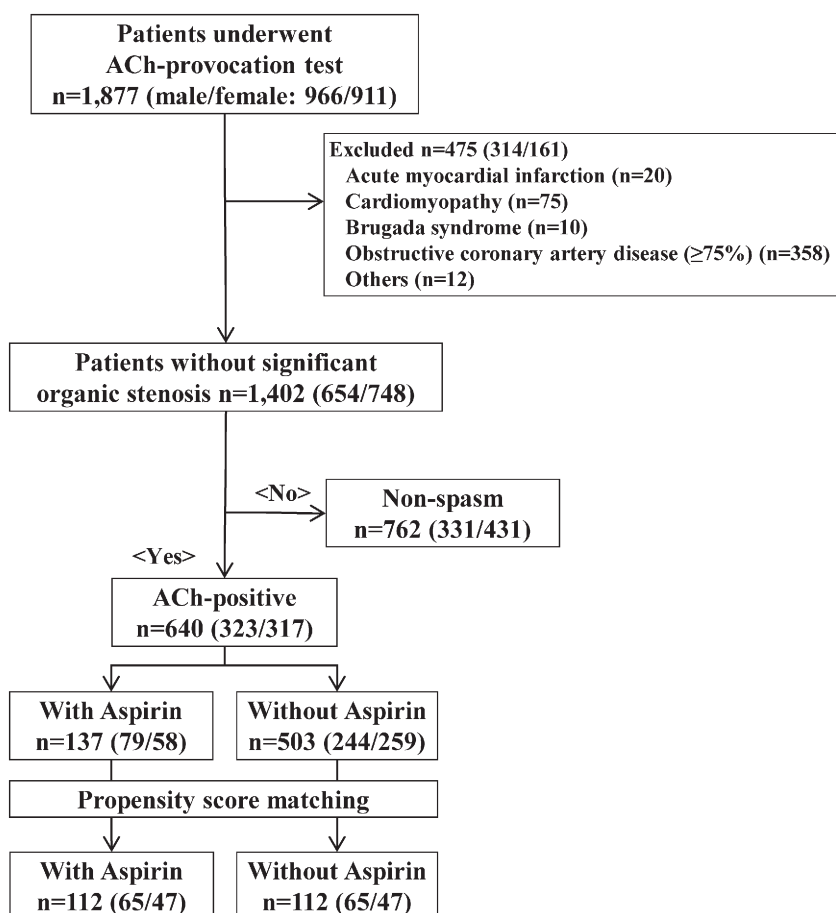 Patients underwent
ACh-provocation test
n=1,877 (male/female: 966/911)
Excluded n=475 (314/161)
Acute myocardial infarction (n=20)
Cardiomyopathy (n=75)
Brugada syndrome (n=10)
Obstructive coronary artery disease (≥75%) (n=358)
Others (n=12)
Patients without significant
organic stenosis n=1,402 (654/748)
<No>
Non-spasm
n=762 (331/431)
<Yes>
ACh-positive
n=640 (323/317)
With Aspirin
n=137 (79/58)
Without Aspirin
n=503 (244/259)
Propensity score matching
With Aspirin
n=112 (65/47)
Without Aspirin
n=112 (65/47)